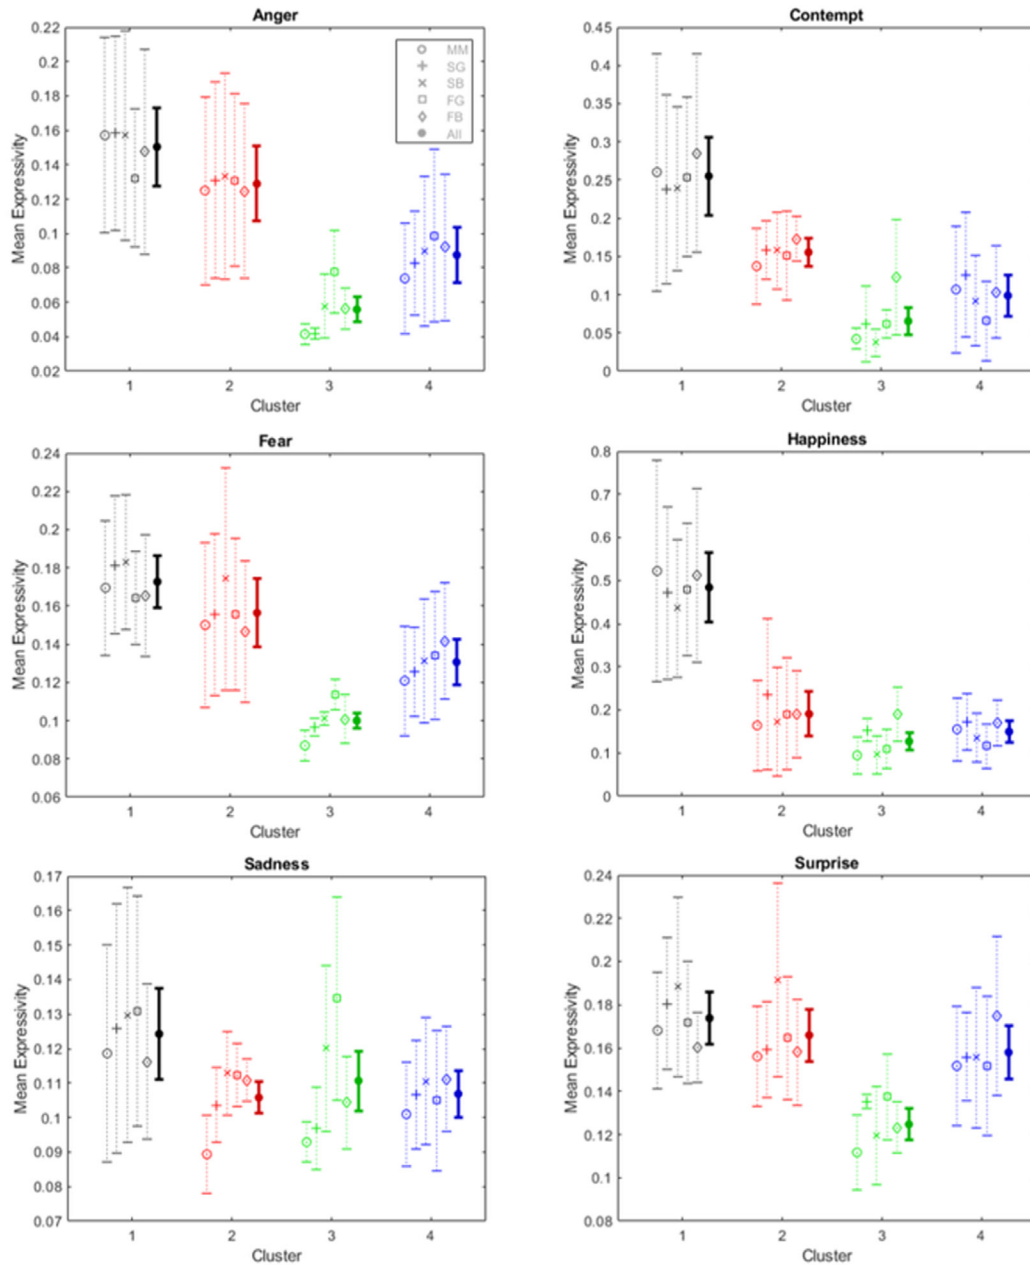 Anger
0.22
0.2
0.18
0.16
0.14
0.12
0.1
0.08
0.06
0.04
0.02
Mean Expressivity
MM
SG
SB
FG
FB
All
1 2 3 4
Cluster
Contempt
0.45
0.4
0.35
0.3
0.25
0.2
0.15
0.1
0.05
0
Mean Expressivity
1 2 3 4
Cluster
Fear
0.24
0.22
0.2
0.18
0.16
0.14
0.12
0.1
0.08
0.06
Mean Expressivity
1 2 3 4
Cluster
Happiness
0.8
0.7
0.6
0.5
0.4
0.3
0.2
0.1
0
Mean Expressivity
1 2 3 4
Cluster
Sadness
0.17
0.16
0.15
0.14
0.13
0.12
0.11
0.1
0.09
0.08
0.07
Mean Expressivity
1 2 3 4
Cluster
Surprise
0.24
0.22
0.2
0.18
0.16
0.14
0.12
0.1
0.08
Mean Expressivity
1 2 3 4
Cluster